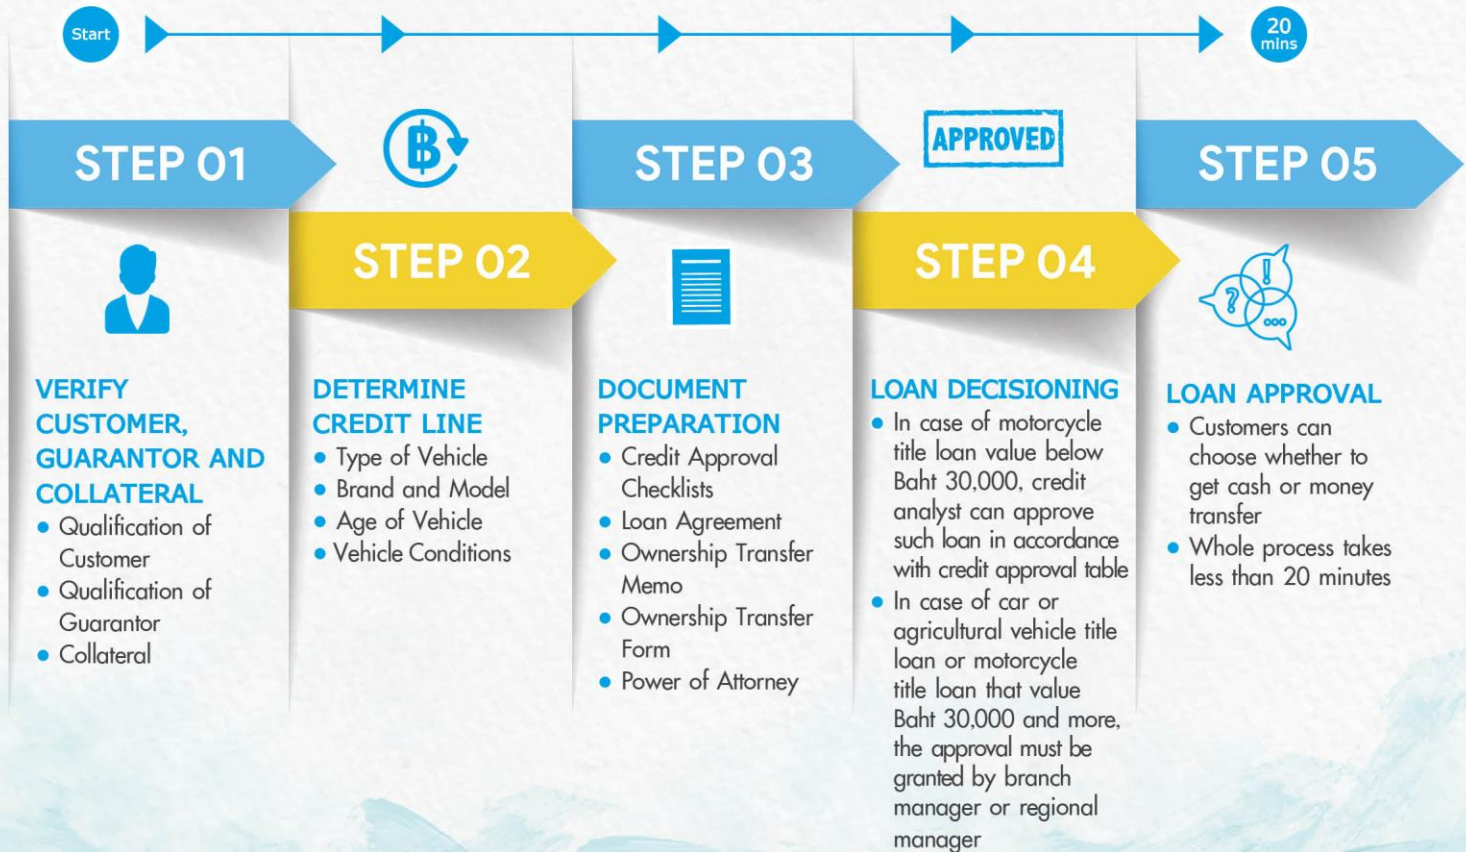 Start
20
mins
STEP 01
VERIFY
CUSTOMER,
GUARANTOR AND
COLLATERAL
● Qualification of
Customer
● Qualification of
Guarantor
● Collateral
฿
STEP 02
DETERMINE
CREDIT LINE
● Type of Vehicle
● Brand and Model
● Age of Vehicle
● Vehicle Conditions
STEP 03
DOCUMENT
PREPARATION
● Credit Approval
Checklists
● Loan Agreement
● Ownership Transfer
Memo
● Ownership Transfer
Form
● Power of Attorney
APPROVED
STEP 04
LOAN DECISIONING
● In case of motorcycle
title loan value below
Baht 30,000, credit
analyst can approve
such loan in accordance
with credit approval table
● In case of car or
agricultural vehicle title
loan or motorcycle
title loan that value
Baht 30,000 and more,
the approval must be
granted by branch
manager or regional
manager
STEP 05
! ? ...
LOAN APPROVAL
● Customers can
choose whether to
get cash or money
transfer
● Whole process takes
less than 20 minutes